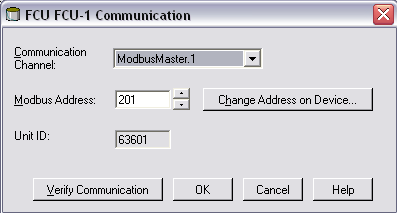 FCU FCU-1 Communication
Communication
Channel:
ModbusMaster.1
Modbus Address:
201
Change Address on Device...
Unit ID:
63601
Verify Communication
OK
Cancel
Help